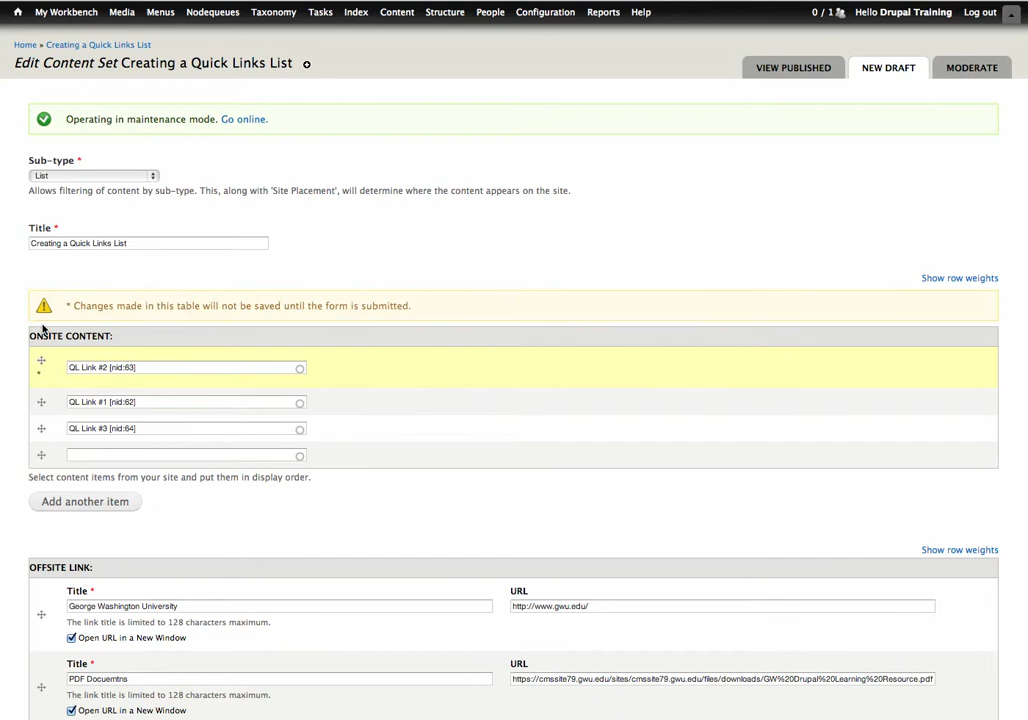 My Workbench Media Menus Nodequeues Taxonomy Tasks Index Content Structure People Configuration Reports Help 0 / 1 Hello Drupal Training Log out
Home » Creating a Quick Links List
Edit Content Set Creating a Quick Links List
VIEW PUBLISHED NEW DRAFT MODERATE
Operating in maintenance mode. Go online.
Sub-type *
List
Allows filtering of content by sub-type. This, along with 'Site Placement', will determine where the content appears on the site.
Title *
Creating a Quick Links List
Show row weights
* Changes made in this table will not be saved until the form is submitted.
ONSITE CONTENT:
QL Link #2 [nid:63]
*
QL Link #1 [nid:62]
QL Link #3 [nid:64]
Select content items from your site and put them in display order.
Add another item
Show row weights
OFFSITE LINK:
Title * URL
George Washington University http://www.gwu.edu/
The link title is limited to 128 characters maximum.
Open URL in a New Window
Title * URL
PDF Docuemtns https://cmssite79.gwu.edu/sites/cmssite79.gwu.edu/files/downloads/GW%20Drupal%20Learning%20Resource.pdf
The link title is limited to 128 characters maximum.
Open URL in a New Window